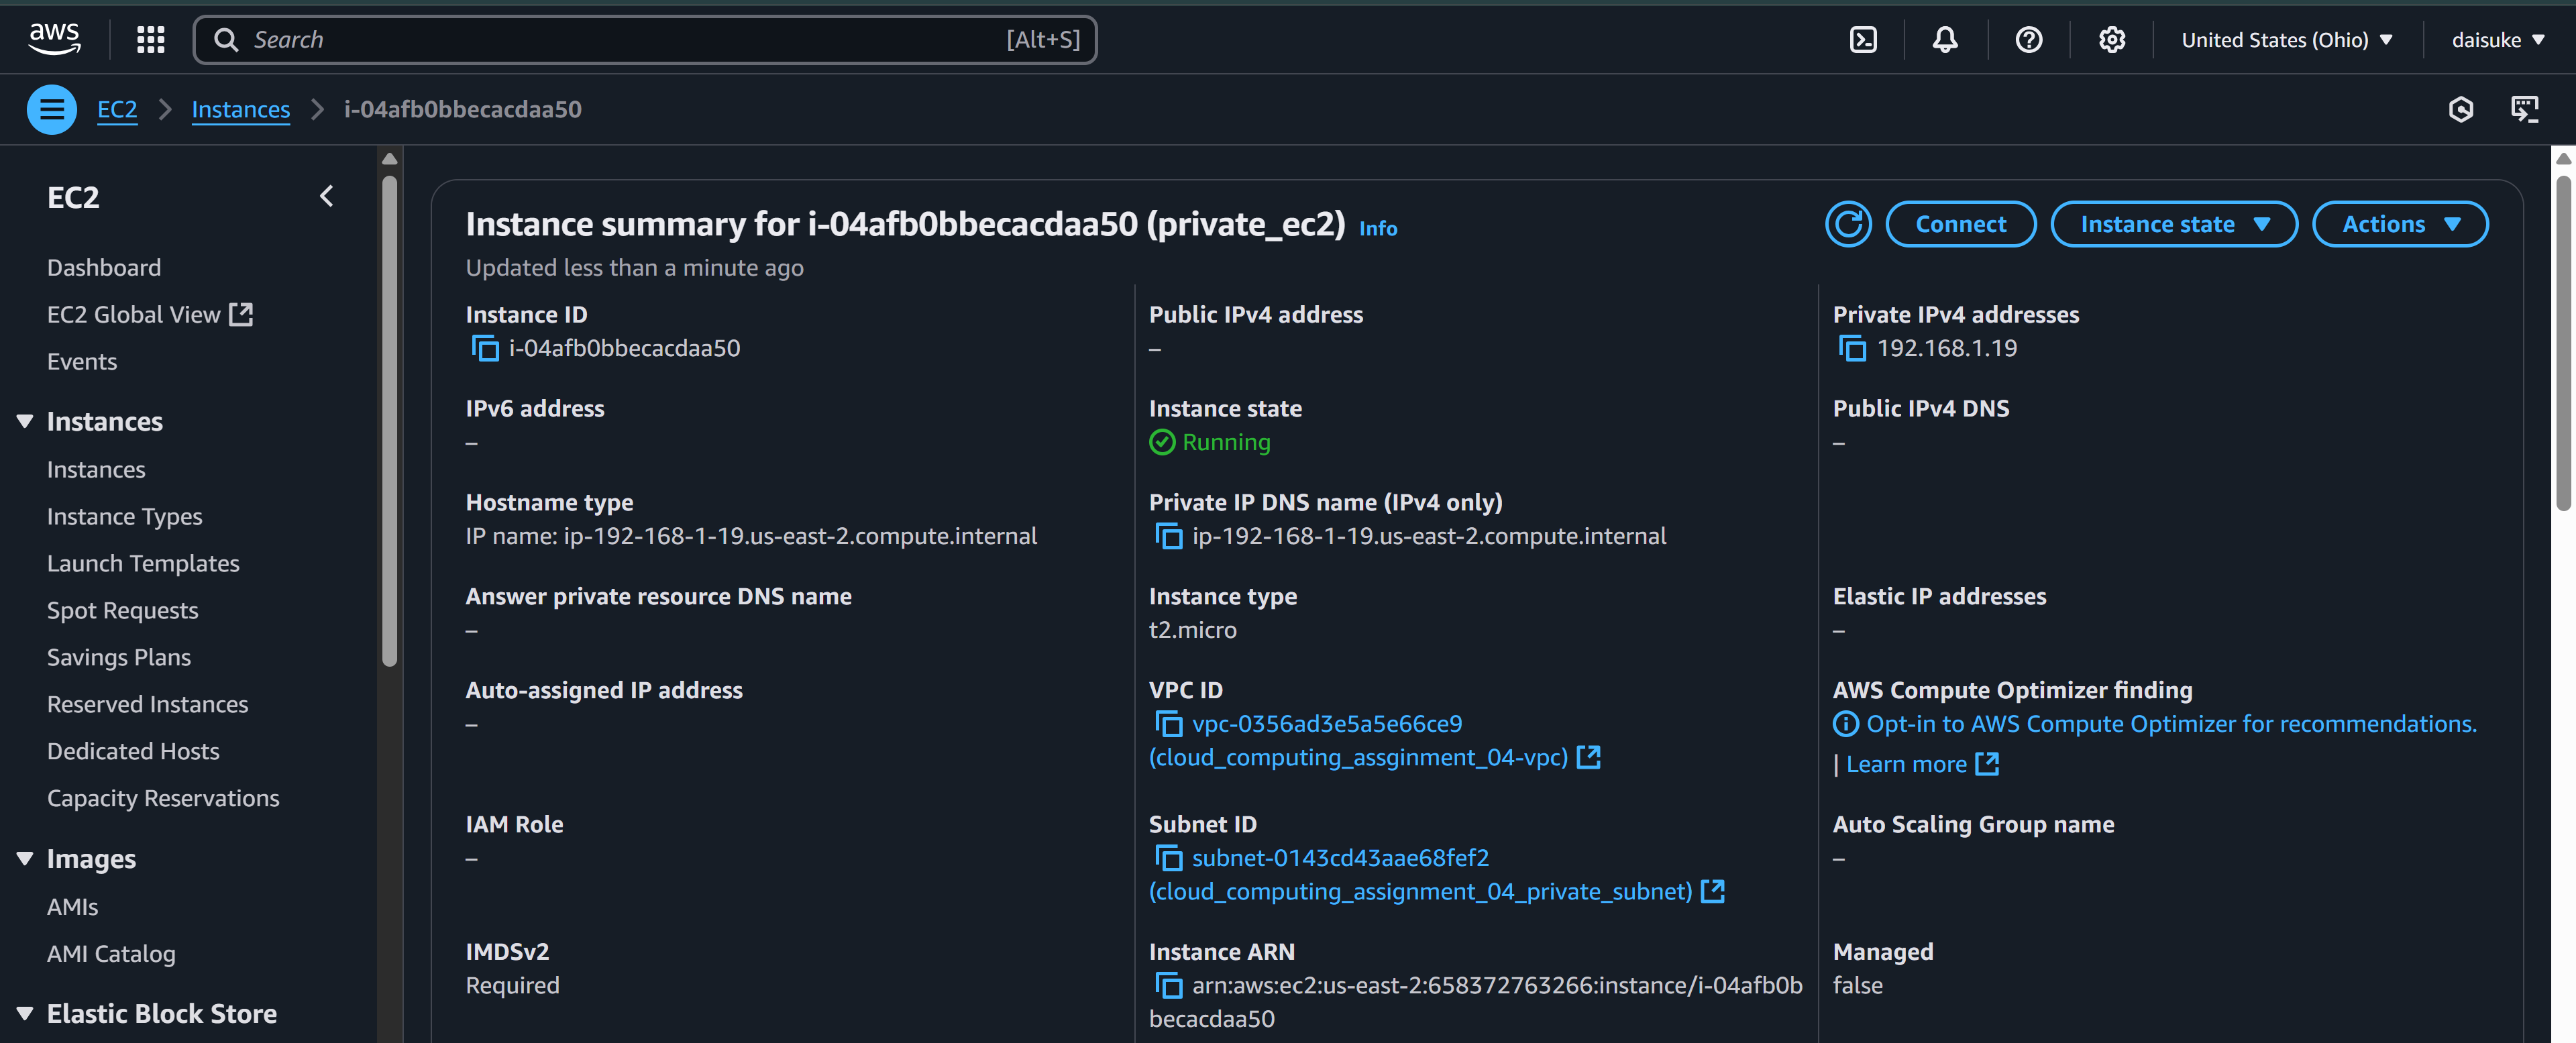 aws
Search [Alt+S]
United States (Ohio)
daisuke
EC2
Instances
i-04afb0bbecacdaa50
EC2
Dashboard
EC2 Global View
Events
Instances
Instances
Instance Types
Launch Templates
Spot Requests
Savings Plans
Reserved Instances
Dedicated Hosts
Capacity Reservations
Images
AMIs
AMI Catalog
Elastic Block Store
Instance summary for i-04afb0bbecacdaa50 (private_ec2) Info
Updated less than a minute ago
Connect
Instance state
Actions
Instance ID
i-04afb0bbecacdaa50
Public IPv4 address
–
Private IPv4 addresses
192.168.1.19
IPv6 address
–
Instance state
Running
Public IPv4 DNS
–
Hostname type
IP name: ip-192-168-1-19.us-east-2.compute.internal
Private IP DNS name (IPv4 only)
ip-192-168-1-19.us-east-2.compute.internal
Answer private resource DNS name
–
Instance type
t2.micro
Elastic IP addresses
–
Auto-assigned IP address
–
VPC ID
vpc-0356ad3e5a5e66ce9
(cloud_computing_assginment_04-vpc)
AWS Compute Optimizer finding
Opt-in to AWS Compute Optimizer for recommendations.
| Learn more
IAM Role
–
Subnet ID
subnet-0143cd43aae68fef2
(cloud_computing_assignment_04_private_subnet)
Auto Scaling Group name
–
IMDSv2
Required
Instance ARN
arn:aws:ec2:us-east-2:658372763266:instance/i-04afb0b
becacdaa50
Managed
false